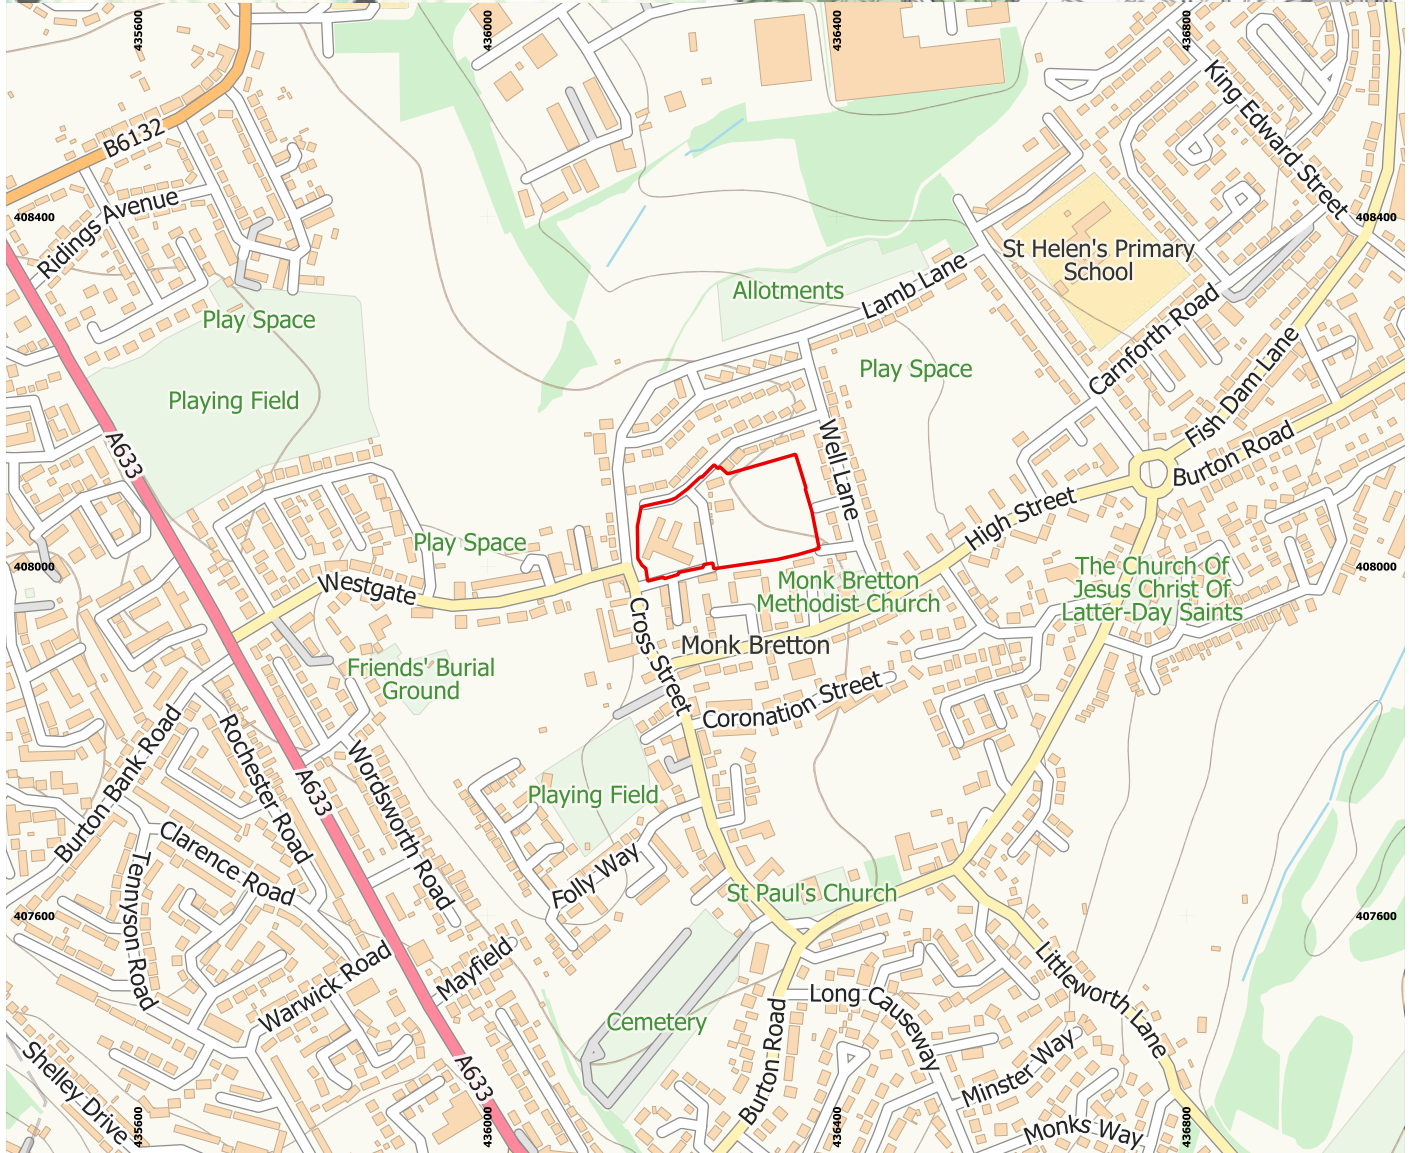 435600
436000
436400
436800
King Edward Street
B6132
Ridings Avenue
408400
408400
St Helen's Primary
School
Allotments
Lamb Lane
Play Space
Carnforth Road
Play Space
Playing Field
Fish Dam Lane
A633
Well Lane
Burton Road
High Street
Play Space
408000
408000
Westgate
Monk Bretton
Methodist Church
The Church Of
Jesus Christ Of
Latter-Day Saints
Cross Street
Monk Bretton
Friends' Burial
Ground
Coronation Street
Burton Bank Road
Rochester Road
A633
Wordsworth Road
Playing Field
Clarence Road
Tennyson Road
Folly Way
St Paul's Church
407600
407600
Mayfield
Warwick Road
Littleworth Lane
Long Causeway
Cemetery
Burton Road
Minster Way
Shelley Drive
A633
Monks Way
435600
436000
436400
436800